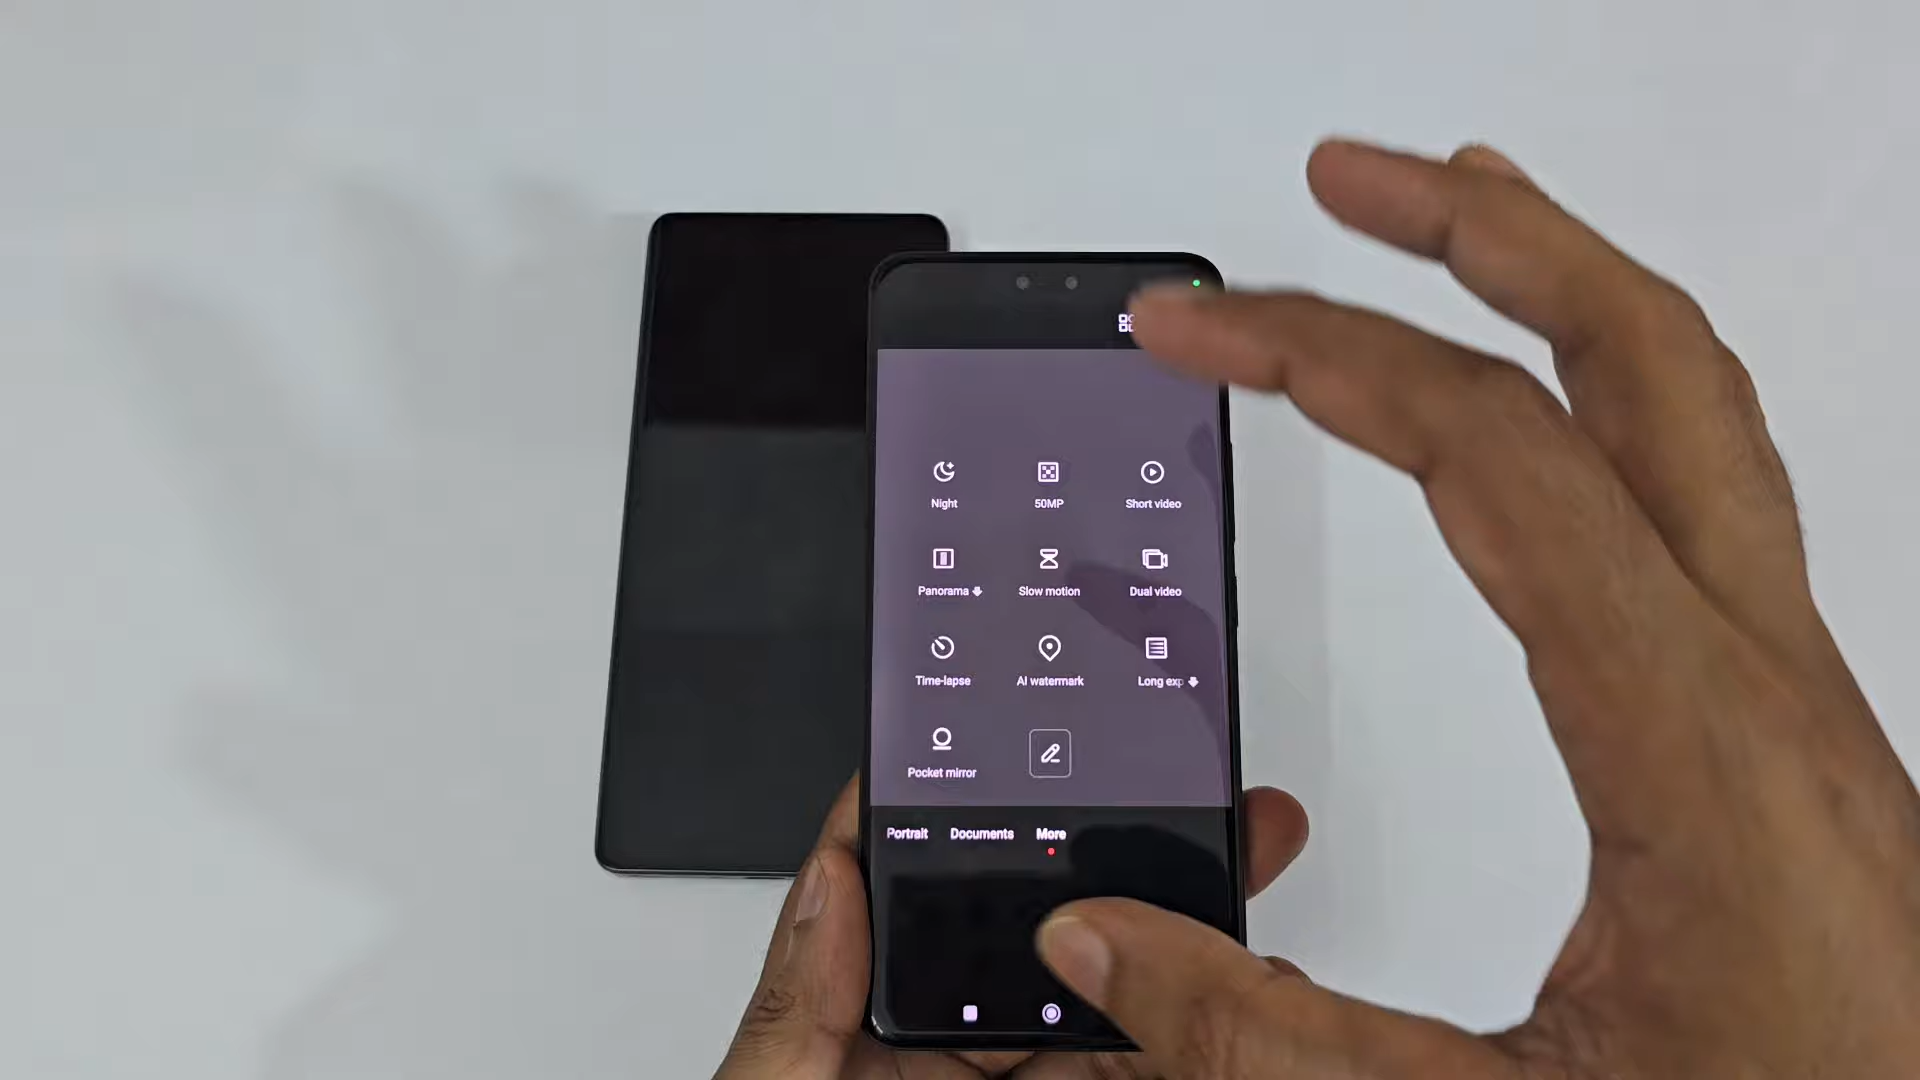 Night 50MP Short video
Panorama Slow motion Dual video
Time-lapse AI watermark Long exp
Pocket mirror
Portrait Documents More